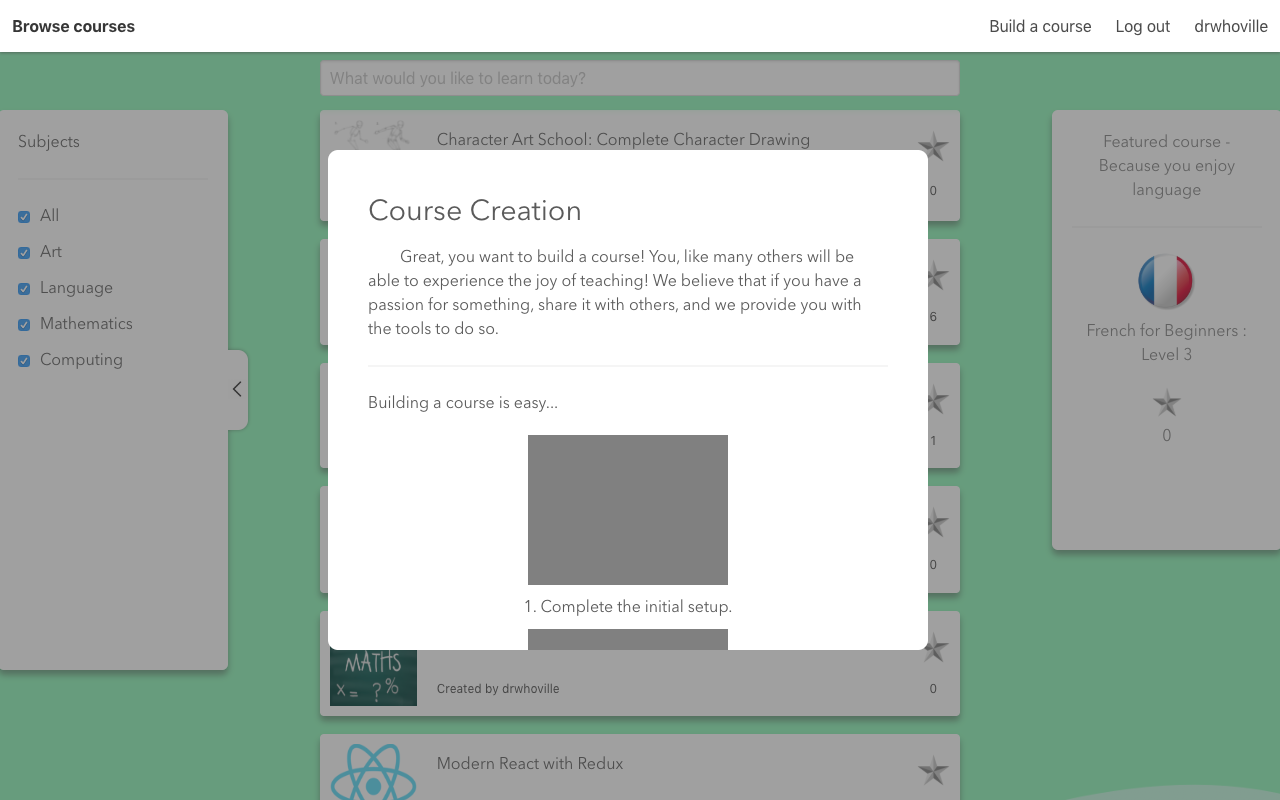 Browse courses
Build a course
Log out
drwhoville
What would you like to learn today?
Subjects
All
Art
Language
Mathematics
Computing
Character Art School: Complete Character Drawing
0
6
1
0
Course Creation
Great, you want to build a course! You, like many others will be
able to experience the joy of teaching! We believe that if you have a
passion for something, share it with others, and we provide you with
the tools to do so.
Building a course is easy...
1. Complete the initial setup.
MATHS
x = ?%
Created by drwhoville
0
Modern React with Redux
Featured course -
Because you enjoy
language
French for Beginners :
Level 3
0